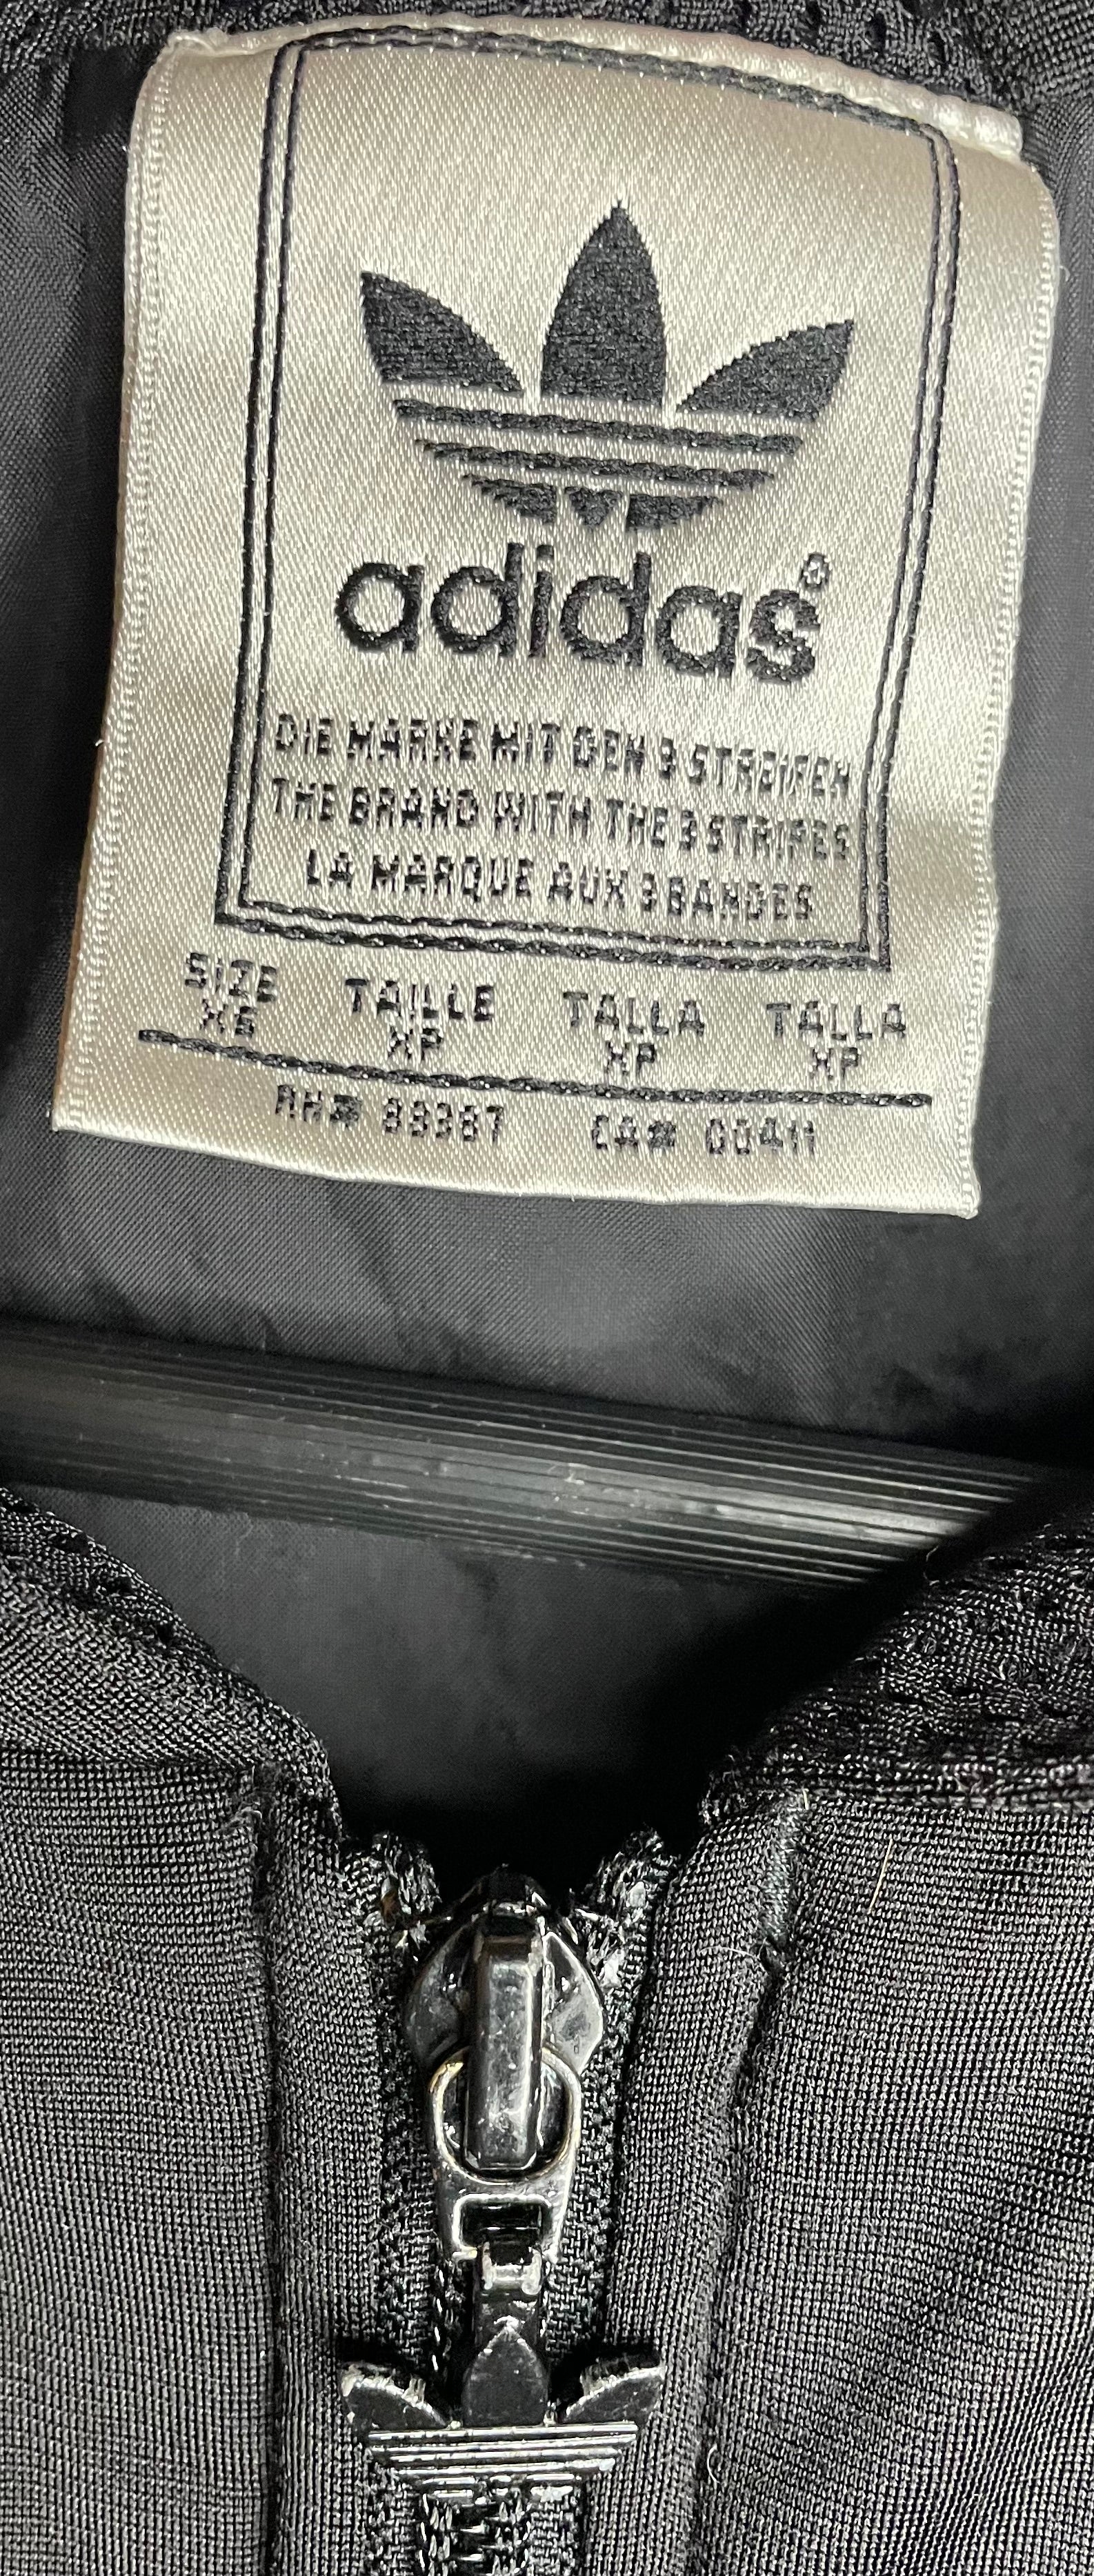 adidas®
DIE MARKE MIT DEN 3 STREIFEN
THE BRAND WITH THE 3 STRIPES
LA MARQUE AUX 3 BANDES
SIZE TAILLE TALLA TALLA
XS XP XP XP
RN# 88387 CA# 00411